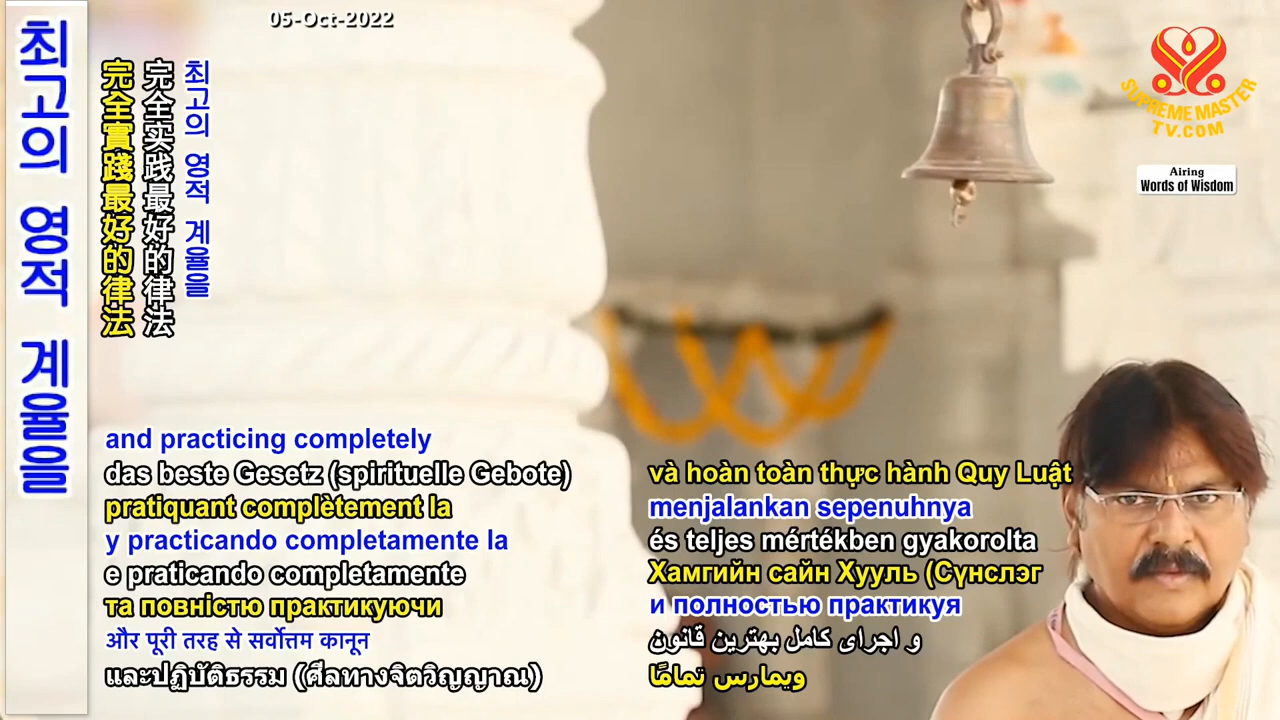 05-Oct-2022
최고의 영적 계율을
完全實踐最好的律法
完全实践最好的律法
최고의 영적 계율을
SUPREME MASTER
TV.COM
Airing
Words of Wisdom
and practicing completely
das beste Gesetz (spirituelle Gebote)
pratiquant complètement la
y practicando completamente la
e praticando completamente
та повністю практикуючи
और पूरी तरह से सर्वोत्तम कानून
และปฏิบัติธรรม (ศีลทางจิตวิญญาณ)
và hoàn toàn thực hành Quy Luật
menjalankan sepenuhnya
és teljes mértékben gyakorolta
Хамгийн сайн Хууль (Сүнслэг
и полностью практикуя
و اجرای کامل بهترین قانون
ويمارس تمامًا